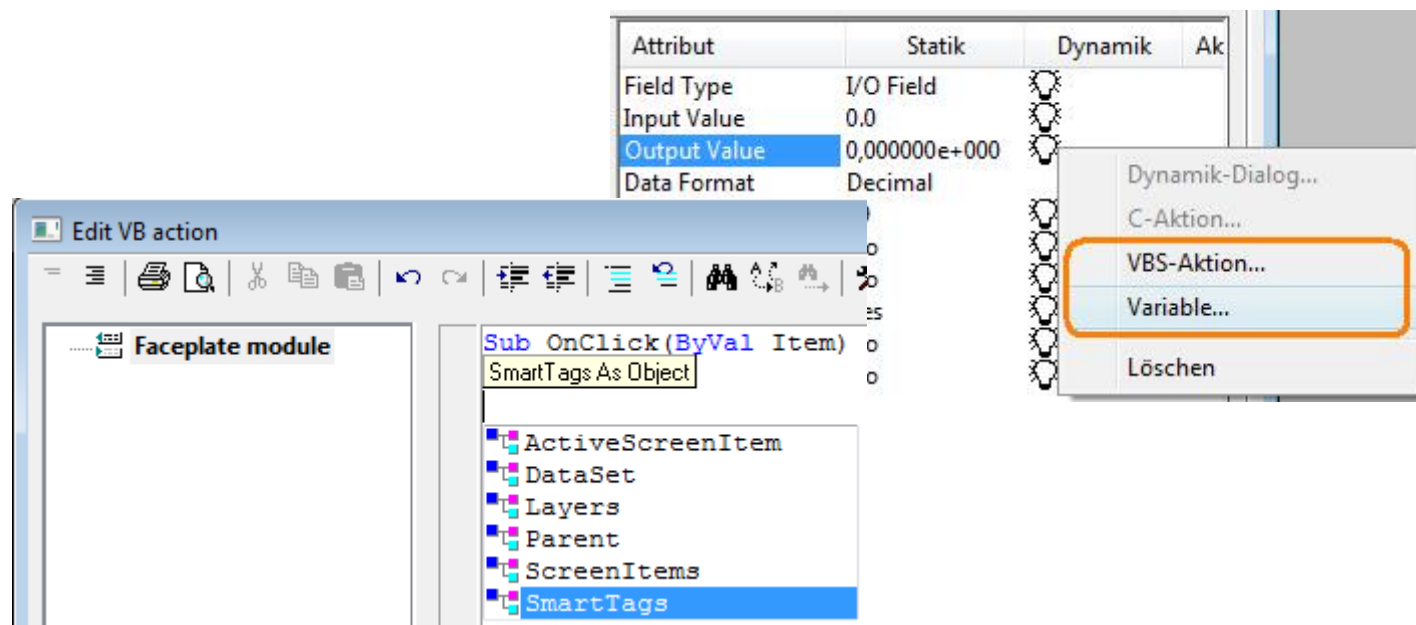 Attribut Statik Dynamik Ak
Field Type I/O Field
Input Value 0.0
Output Value 0,000000e+000
Data Format Decimal
Dynamik-Dialog...
C-Aktion...
VBS-Aktion...
Variable...
Löschen
Edit VB action
Faceplate module
Sub OnClick(ByVal Item)
SmartTags As Object
ActiveScreenItem
DataSet
Layers
Parent
ScreenItems
SmartTags